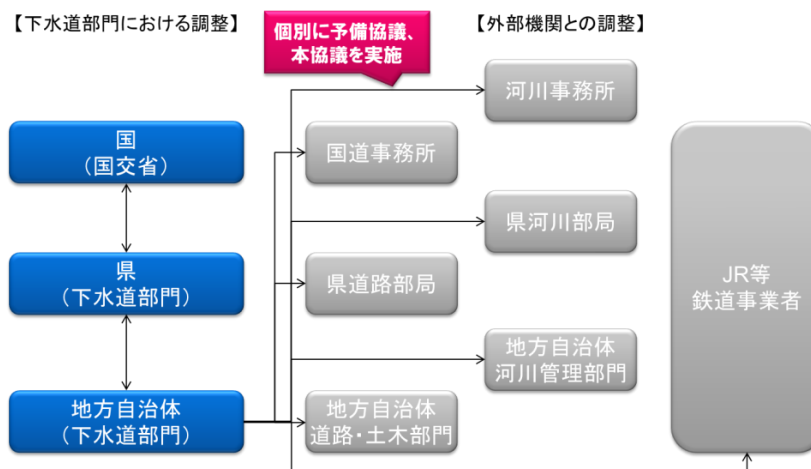 【下水道部門における調整】
個別に予備協議、
本協議を実施
【外部機関との調整】
河川事務所
国
（国交省）
国道事務所
県河川部局
県
（下水道部門）
県道路部局
JR等
鉄道事業者
地方自治体
河川管理部門
地方自治体
（下水道部門）
地方自治体
道路・土木部門